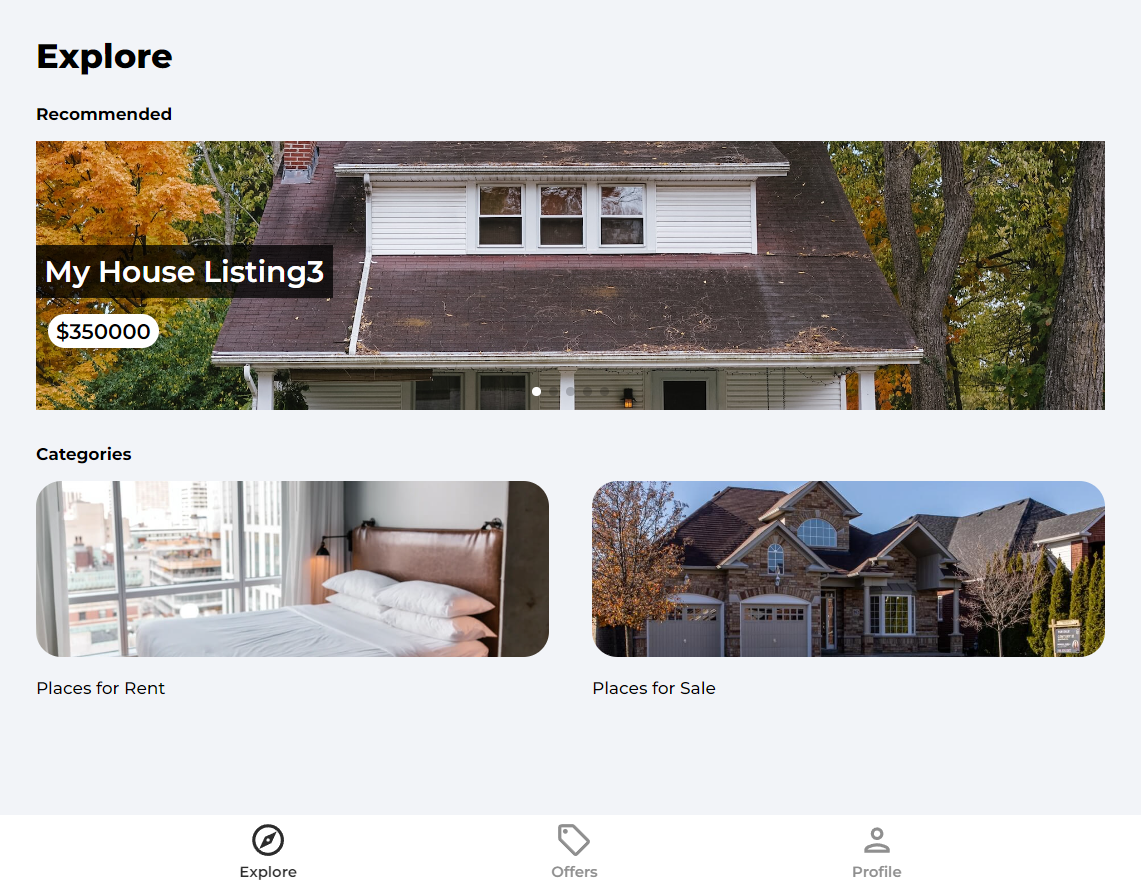 Explore
Recommended
My House Listing3
$350000
Categories
Places for Rent
Places for Sale
Explore
Offers
Profile